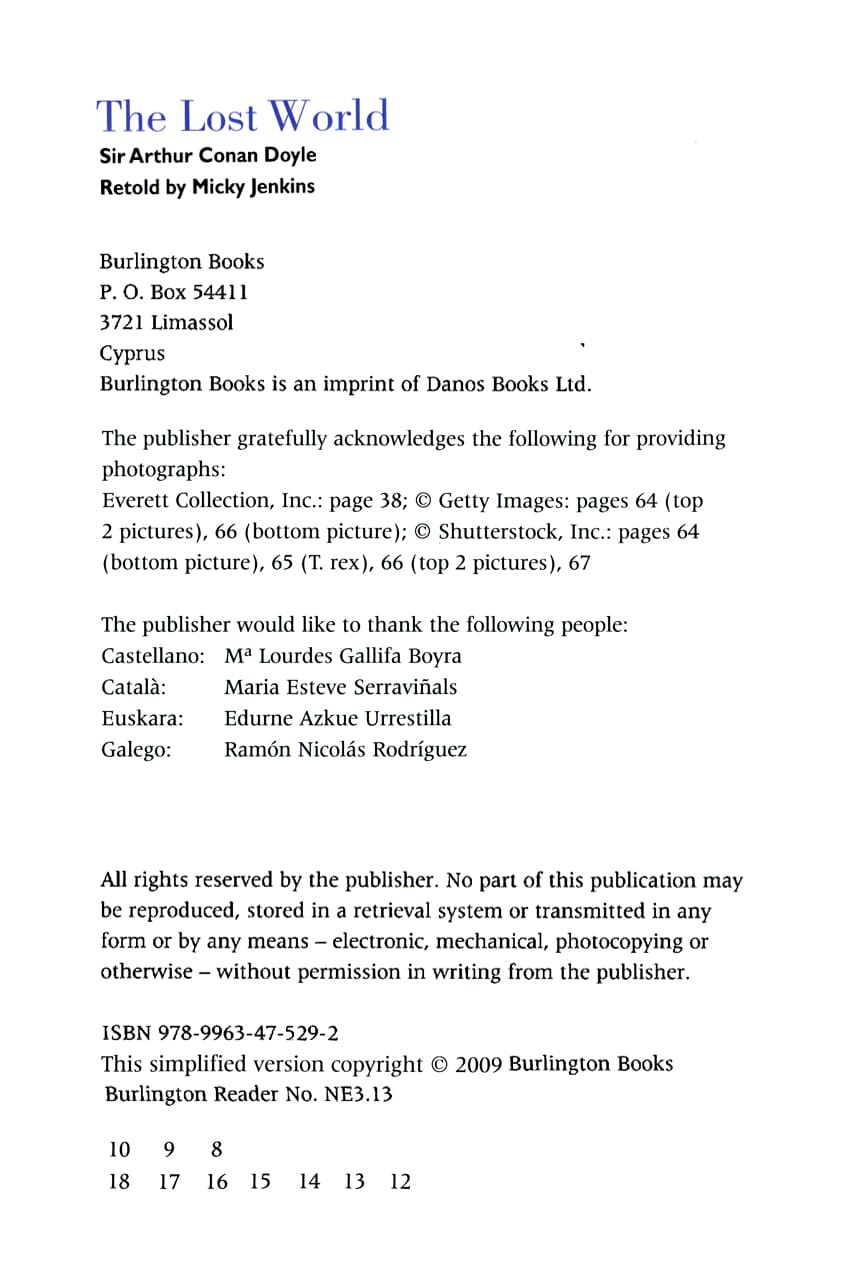 The Lost World
Sir Arthur Conan Doyle
Retold by Micky Jenkins
Burlington Books
P. O. Box 54411
3721 Limassol
Cyprus
Burlington Books is an imprint of Danos Books Ltd.
The publisher gratefully acknowledges the following for providing
photographs:
Everett Collection, Inc.: page 38; © Getty Images: pages 64 (top
2 pictures), 66 (bottom picture); © Shutterstock, Inc.: pages 64
(bottom picture), 65 (T. rex), 66 (top 2 pictures), 67
The publisher would like to thank the following people:
Castellano: Mª Lourdes Gallifa Boyra
Català: Maria Esteve Serraviñals
Euskara: Edurne Azkue Urrestilla
Galego: Ramón Nicolás Rodríguez
All rights reserved by the publisher. No part of this publication may
be reproduced, stored in a retrieval system or transmitted in any
form or by any means – electronic, mechanical, photocopying or
otherwise – without permission in writing from the publisher.
ISBN 978-9963-47-529-2
This simplified version copyright © 2009 Burlington Books
Burlington Reader No. NE3.13
10 9 8
18 17 16 15 14 13 12